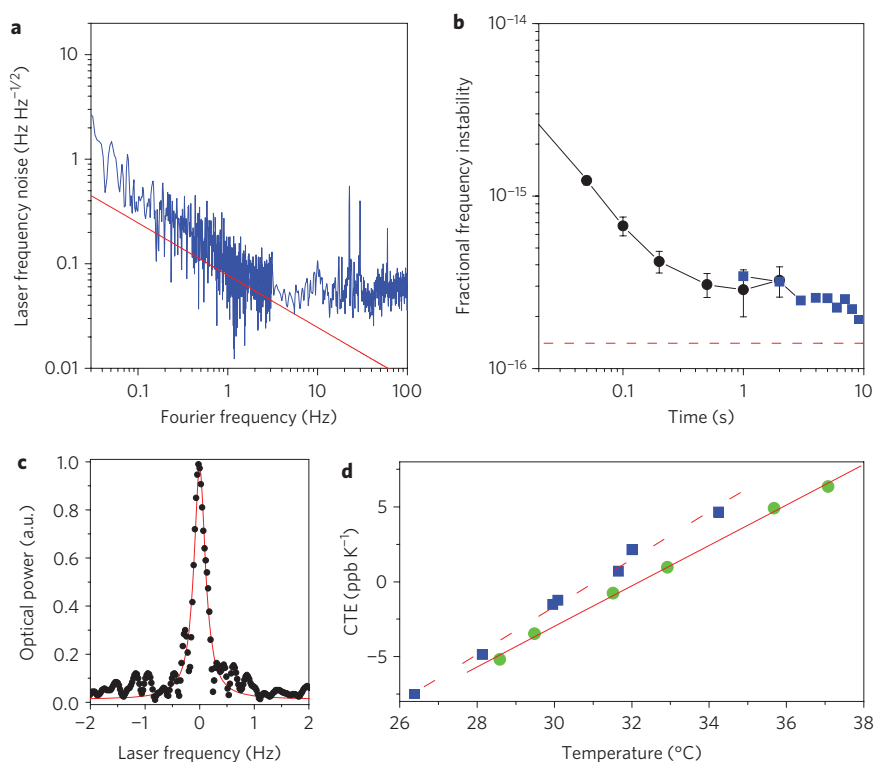 a
10
1
0.1
0.01
0.1
1
10
100
Laser frequency noise (Hz Hz−1/2)
Fourier frequency (Hz)
b
10−14
10−15
10−16
0.1
1
10
Fractional frequency instability
Time (s)
c
1.0
0.8
0.6
0.4
0.2
0.0
−2
−1
0
1
2
Optical power (a.u.)
Laser frequency (Hz)
d
5
0
−5
26
28
30
32
34
36
38
CTE (ppb K−1)
Temperature (°C)